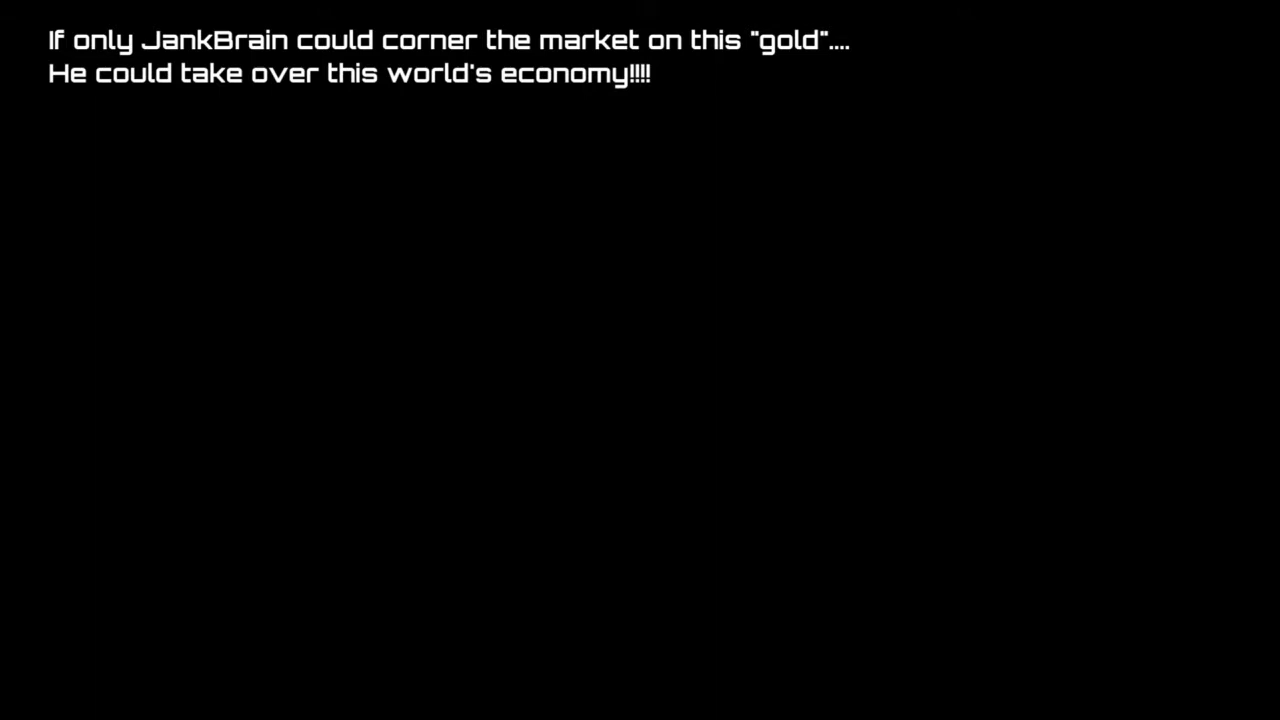 If only JankBrain could corner the market on this "gold"....
He could take over this world's economy!!!!